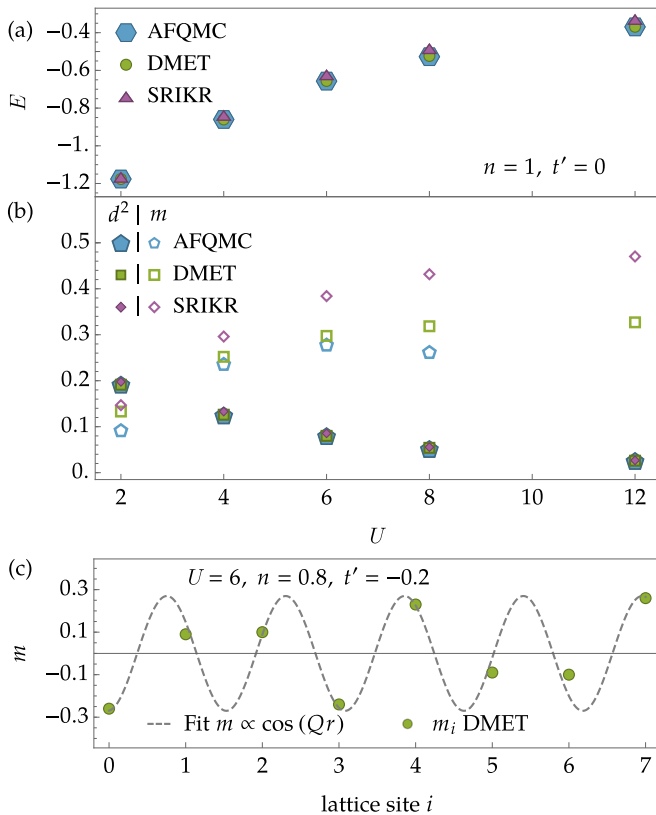 (a)
AFQMC
DMET
SRIKR
E
−0.4
−0.6
−0.8
−1.
−1.2
n = 1, t′ = 0
(b)
d² | m
AFQMC
DMET
SRIKR
0.5
0.4
0.3
0.2
0.1
0.
2 4 6 8 10 12
U
(c)
U = 6, n = 0.8, t′ = −0.2
m
0.3
0.1
−0.1
−0.3
Fit m ∝ cos (Qr) mᵢ DMET
0 1 2 3 4 5 6 7
lattice site i